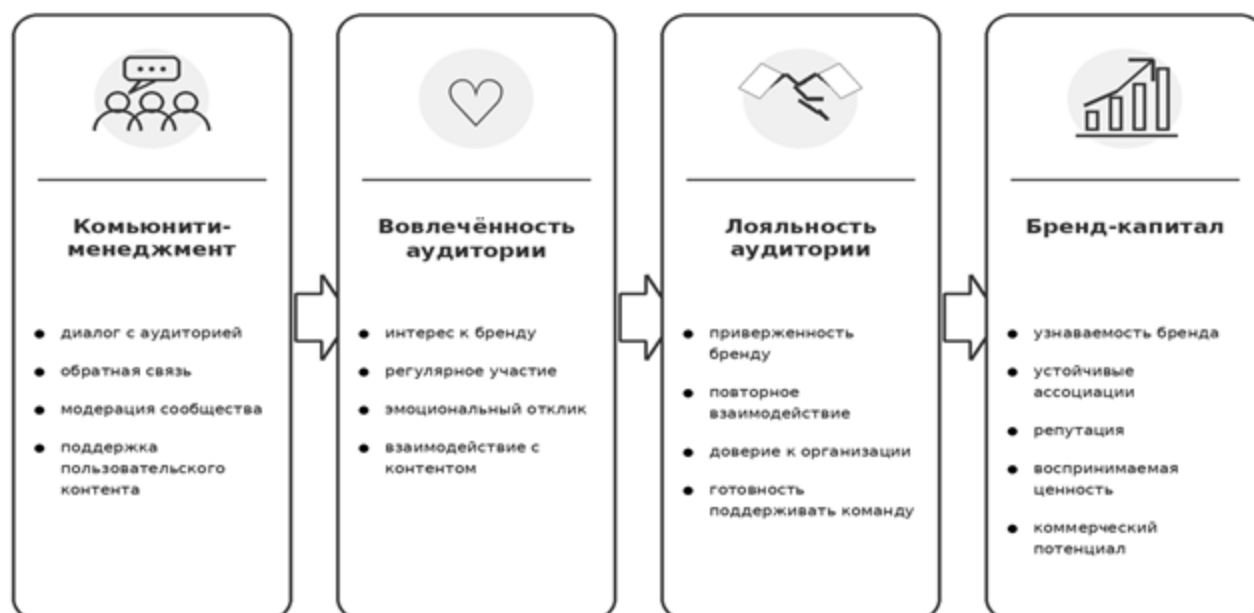 Комьюнити-
менеджмент
• диалог с аудиторией
• обратная связь
• модерация сообщества
• поддержка
пользовательского
контента
Вовлечённость
аудитории
• интерес к бренду
• регулярное участие
• эмоциональный отклик
• взаимодействие с
контентом
Лояльность
аудитории
• приверженность
бренду
• повторное
взаимодействие
• доверие к организации
• готовность
поддерживать команду
Бренд-капитал
• узнаваемость бренда
• устойчивые
ассоциации
• репутация
• воспринимаемая
ценность
• коммерческий
потенциал